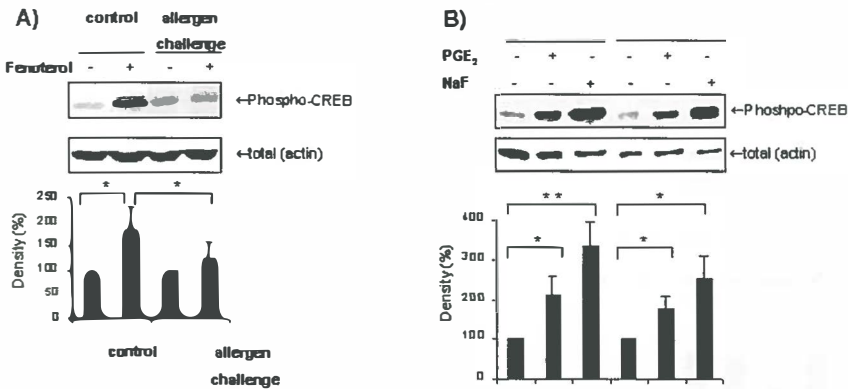 A)
control allergen challenge
Fenoterol - + - +
←Phospho-CREB
←total (actin)
* *
Density (%)
250
200
150
100
50
0
control allergen challenge
B)
PGE₂ - + - - + -
NaF - - + - - +
←Phoshpo-CREB
←total (actin)
** *
* *
Density (%)
400
300
200
100